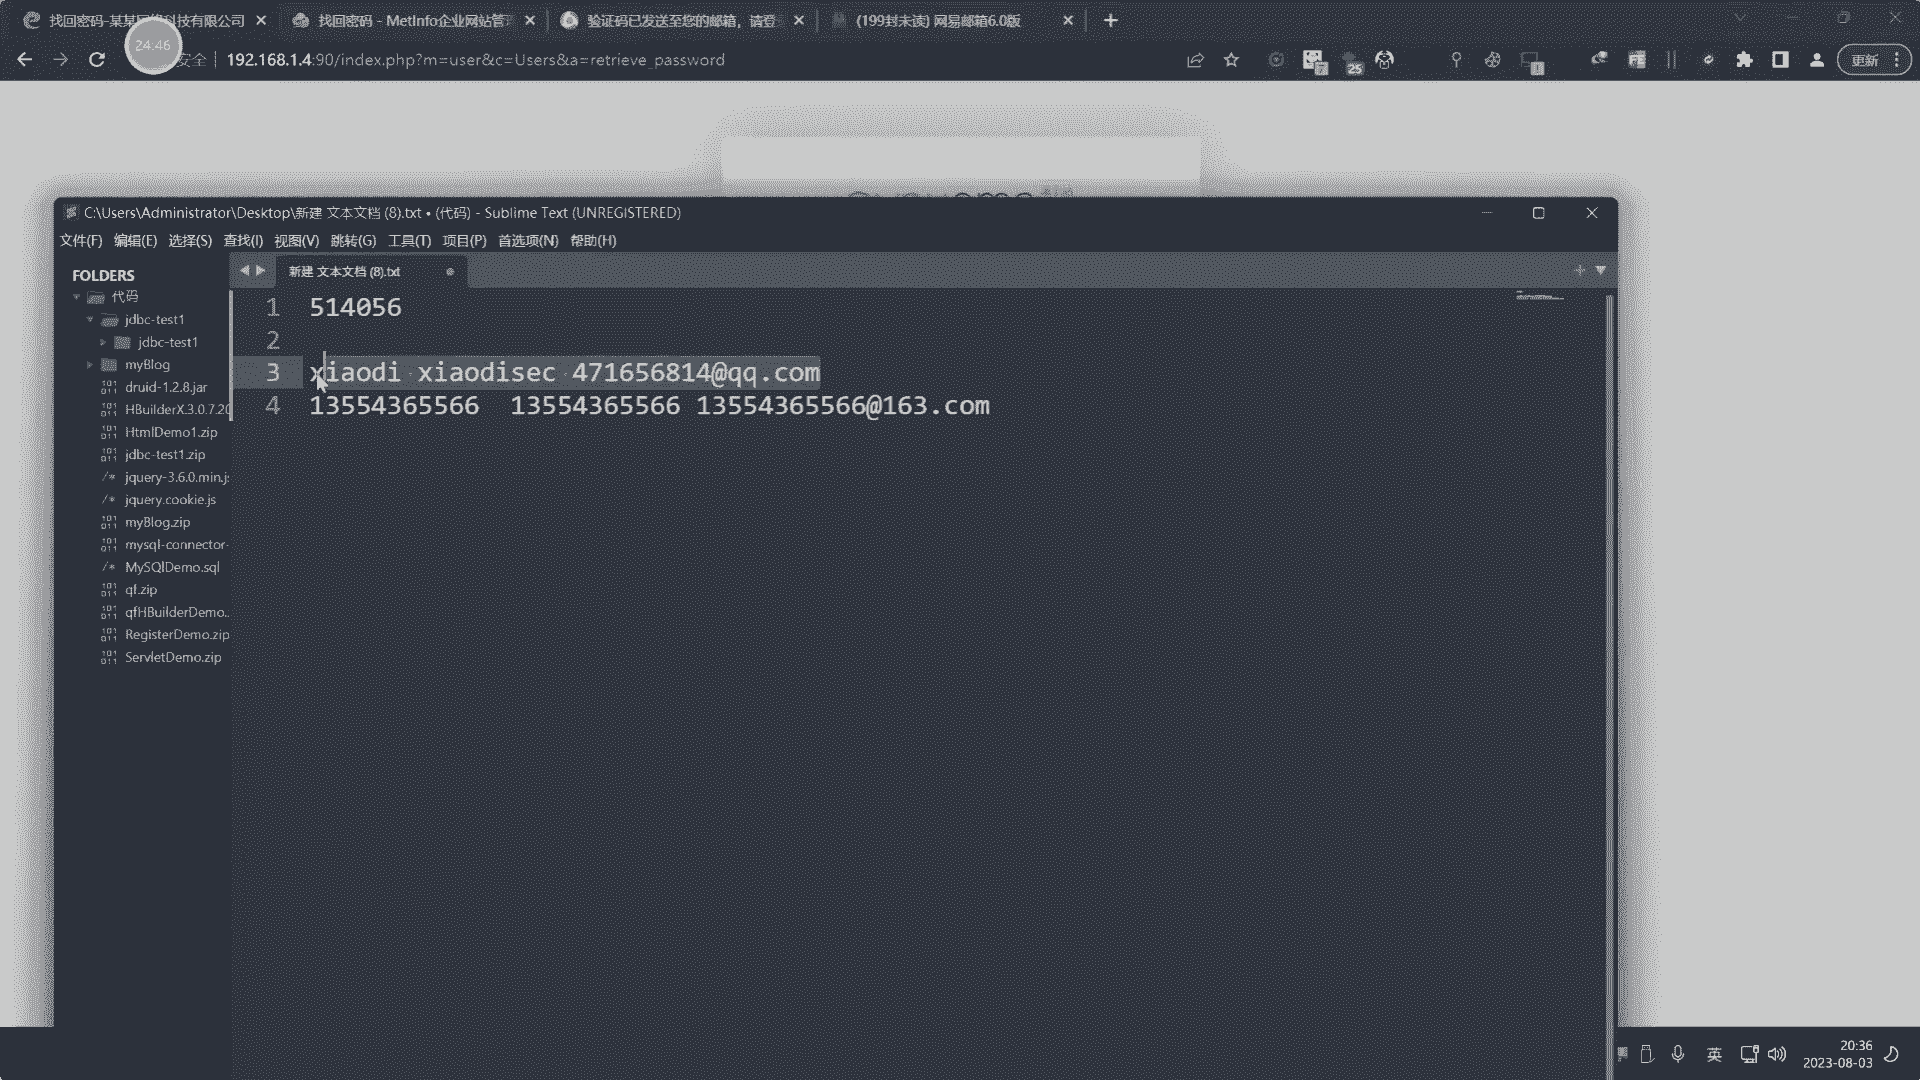 找回密码-某某网络科技有限公司
找回密码 - MetInfo企业网站管
验证码已发送至您的邮箱，请登
(199封未读) 网易邮箱6.0版
24:46
安全
192.168.1.4:90/index.php?m=user&c=Users&a=retrieve_password
25
更新
C:\Users\Administrator\Desktop\新建 文本文档 (8).txt • (代码) - Sublime Text (UNREGISTERED)
文件(F) 编辑(E) 选择(S) 查找(I) 视图(V) 跳转(G) 工具(T) 项目(P) 首选项(N) 帮助(H)
FOLDERS
新建 文本文档 (8).txt
代码
jdbc-test1
jdbc-test1
myBlog
druid-1.2.8.jar
HBuilderX.3.0.7.20
HtmlDemo1.zip
jdbc-test1.zip
jquery-3.6.0.min.js
jquery.cookie.js
myBlog.zip
mysql-connector-
MySQlDemo.sql
qf.zip
qfHBuilderDemo.
RegisterDemo.zip
ServletDemo.zip
1 514056
2
3 xiaodi xiaodisec 471656814@qq.com
4 13554365566  13554365566 13554365566@163.com
英
20:36
2023-08-03